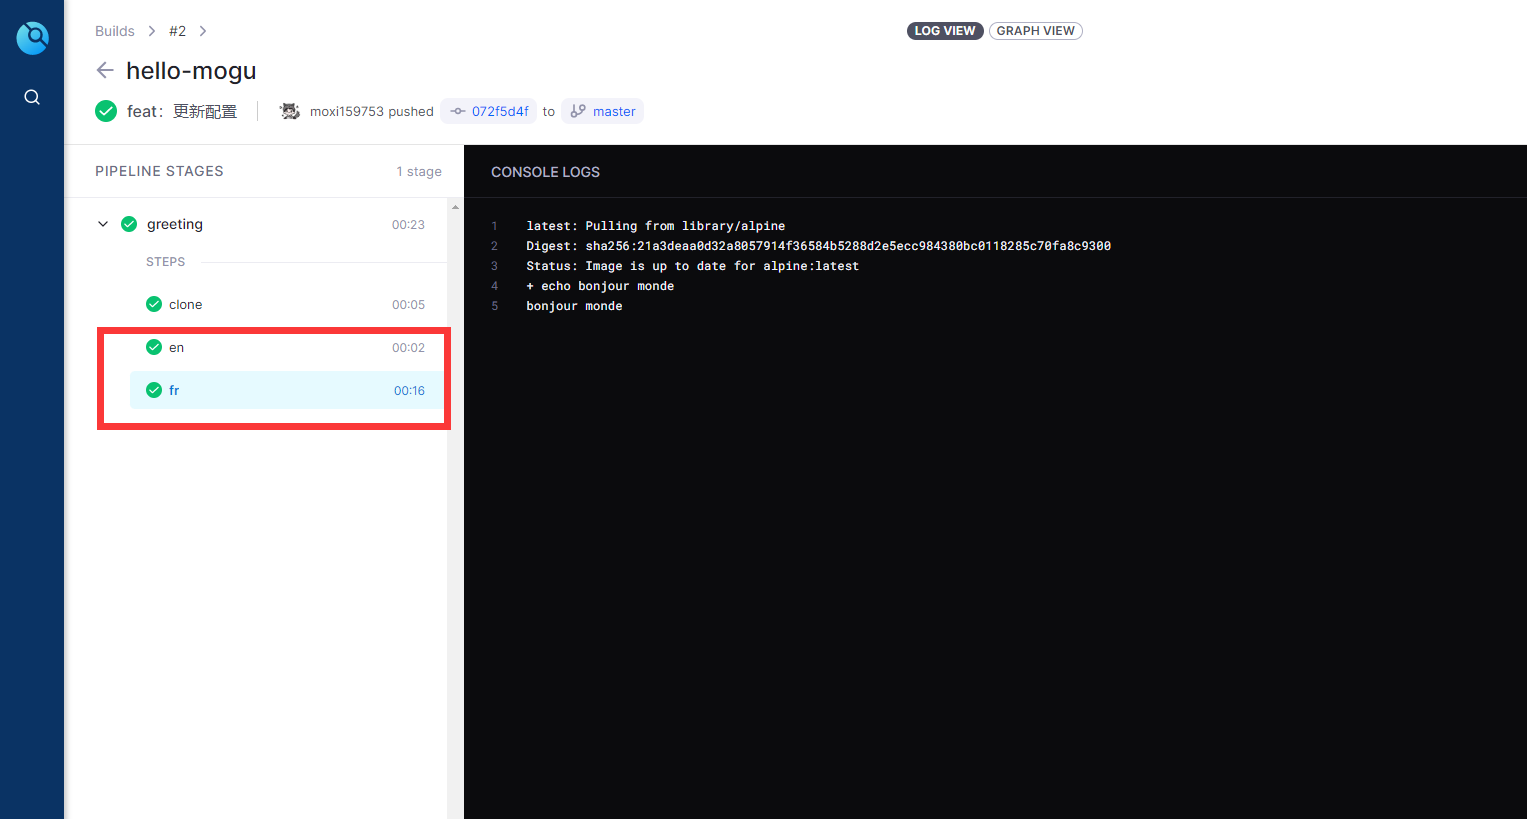 Builds > #2 >
LOG VIEW GRAPH VIEW
hello-mogu
feat：更新配置 moxi159753 pushed 072f5d4f to master
PIPELINE STAGES 1 stage
greeting 00:23
STEPS
clone 00:05
en 00:02
fr 00:16
CONSOLE LOGS
1 latest: Pulling from library/alpine
2 Digest: sha256:21a3deaa0d32a8057914f36584b5288d2e5ecc984380bc0118285c70fa8c9300
3 Status: Image is up to date for alpine:latest
4 + echo bonjour monde
5 bonjour monde